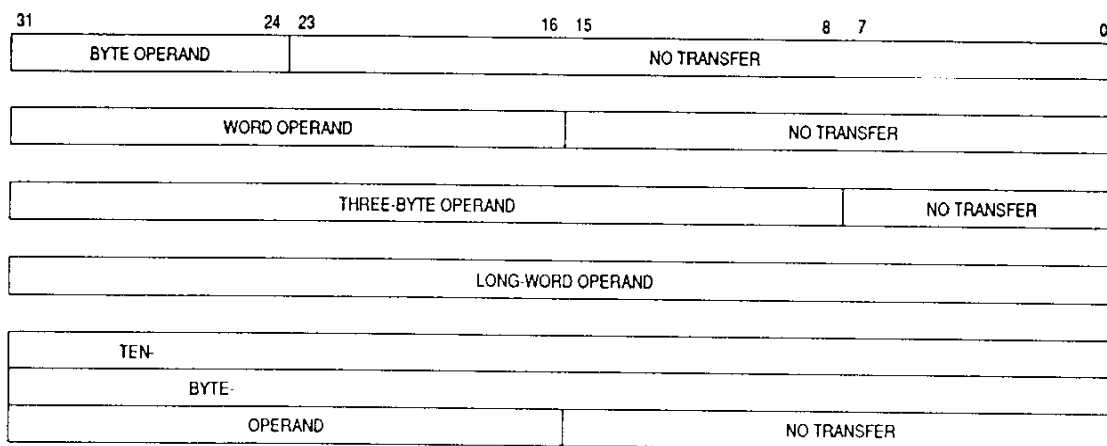 31 24 23 16 15 8 7 0
BYTE OPERAND NO TRANSFER
WORD OPERAND NO TRANSFER
THREE-BYTE OPERAND NO TRANSFER
LONG-WORD OPERAND
TEN-
BYTE-
OPERAND NO TRANSFER